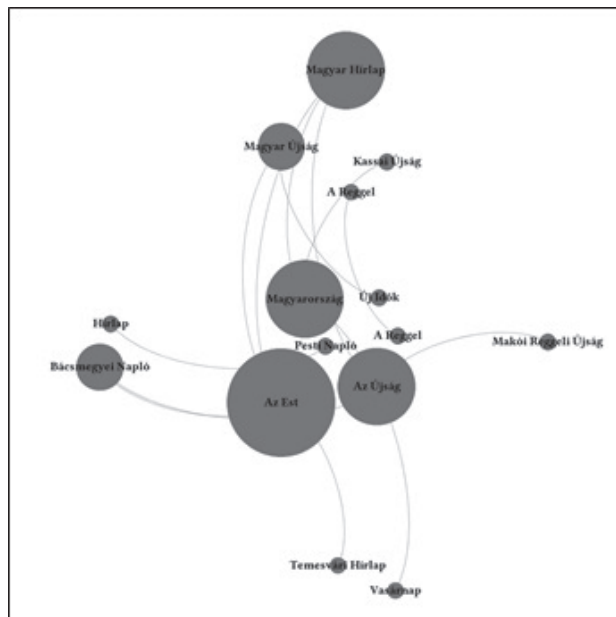 Magyar Hírlap
Magyar Újság
Kassai Újság
A Reggel
Magyarország
Új Idők
Hírlap
Pesti Napló
A Reggel
Makói Reggeli Újság
Bácsmegyei Napló
Az Est
Az Újság
Temesvári Hírlap
Vasárnap